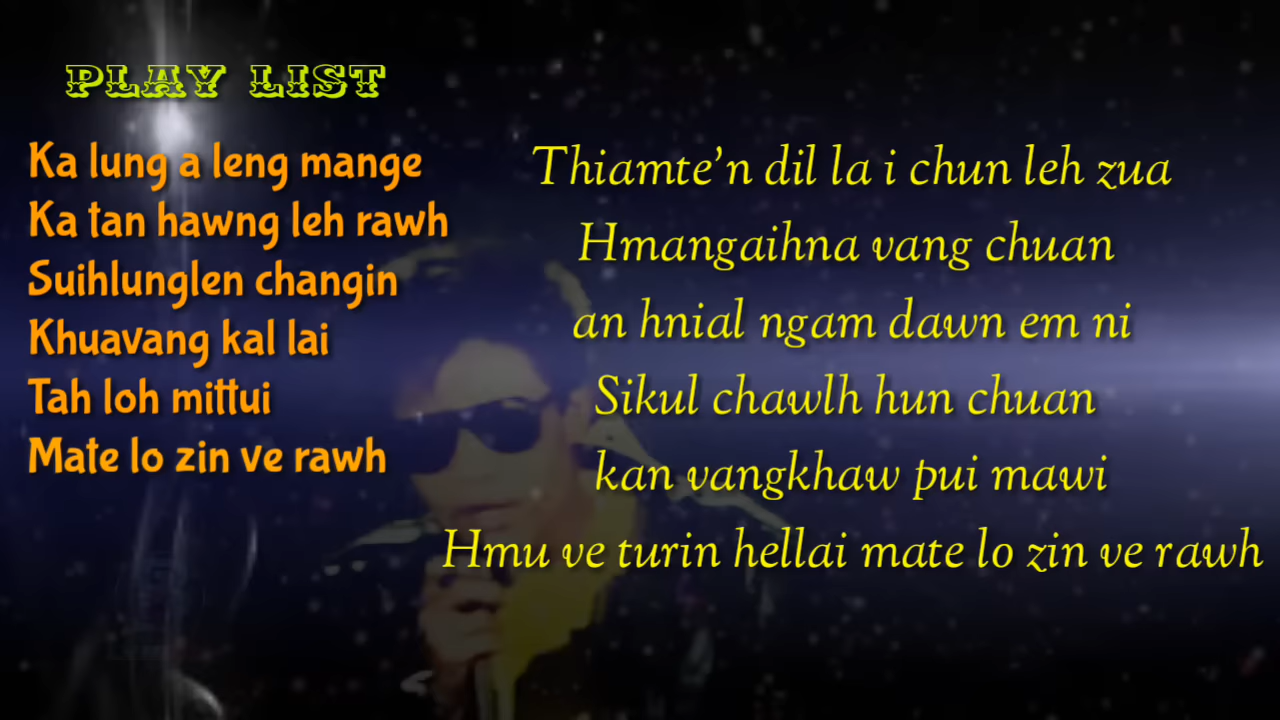 PLAY LIST
Ka lung a leng mange
Ka tan hawng leh rawh
Suihlunglen changin
Khuavang kal lai
Tah loh mittui
Mate lo zin ve rawh
Thiamte’n dil la i chun leh zua
Hmangaihna vang chuan
an hnial ngam dawn em ni
Sikul chawlh hun chuan
kan vangkhaw pui mawi
Hmu ve turin hellai mate lo zin ve rawh